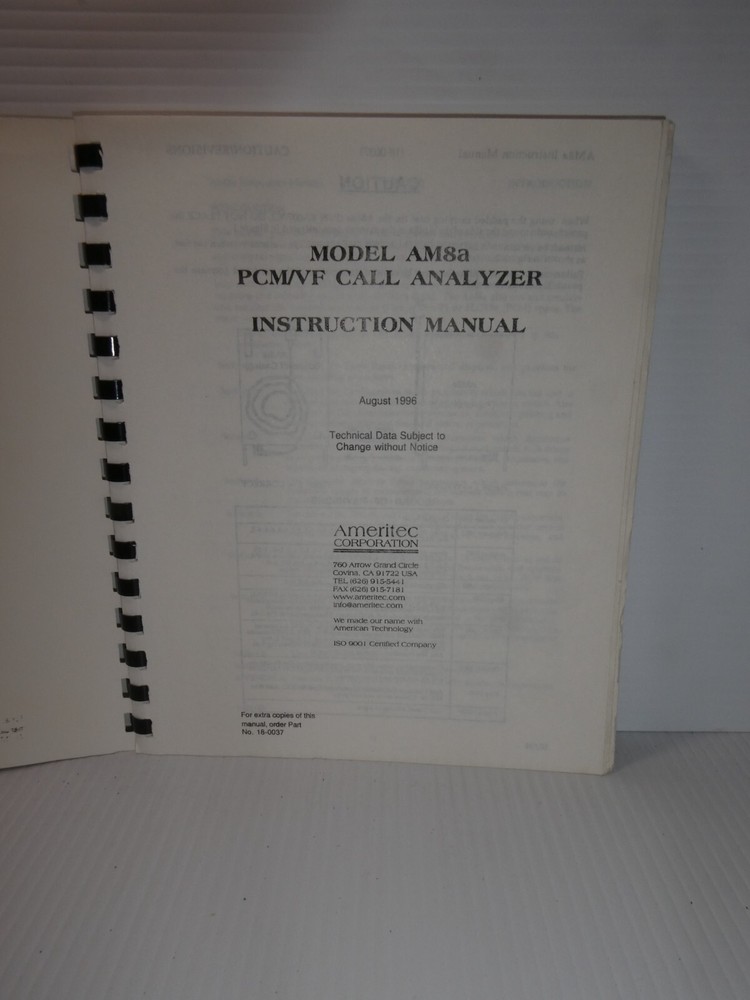 MODEL AM8a
PCM/VF CALL ANALYZER
INSTRUCTION MANUAL
August 1996
Technical Data Subject to
Change without Notice
Ameritec
CORPORATION
760 Arrow Grand Circle
Covina, CA 91722 USA
TEL (626) 915-5441
FAX (626) 915-7181
www.ameritec.com
info@ameritec.com
We made our name with
American Technology
ISO 9001 Certified Company
For extra copies of this
manual, order Part
No. 16-0037